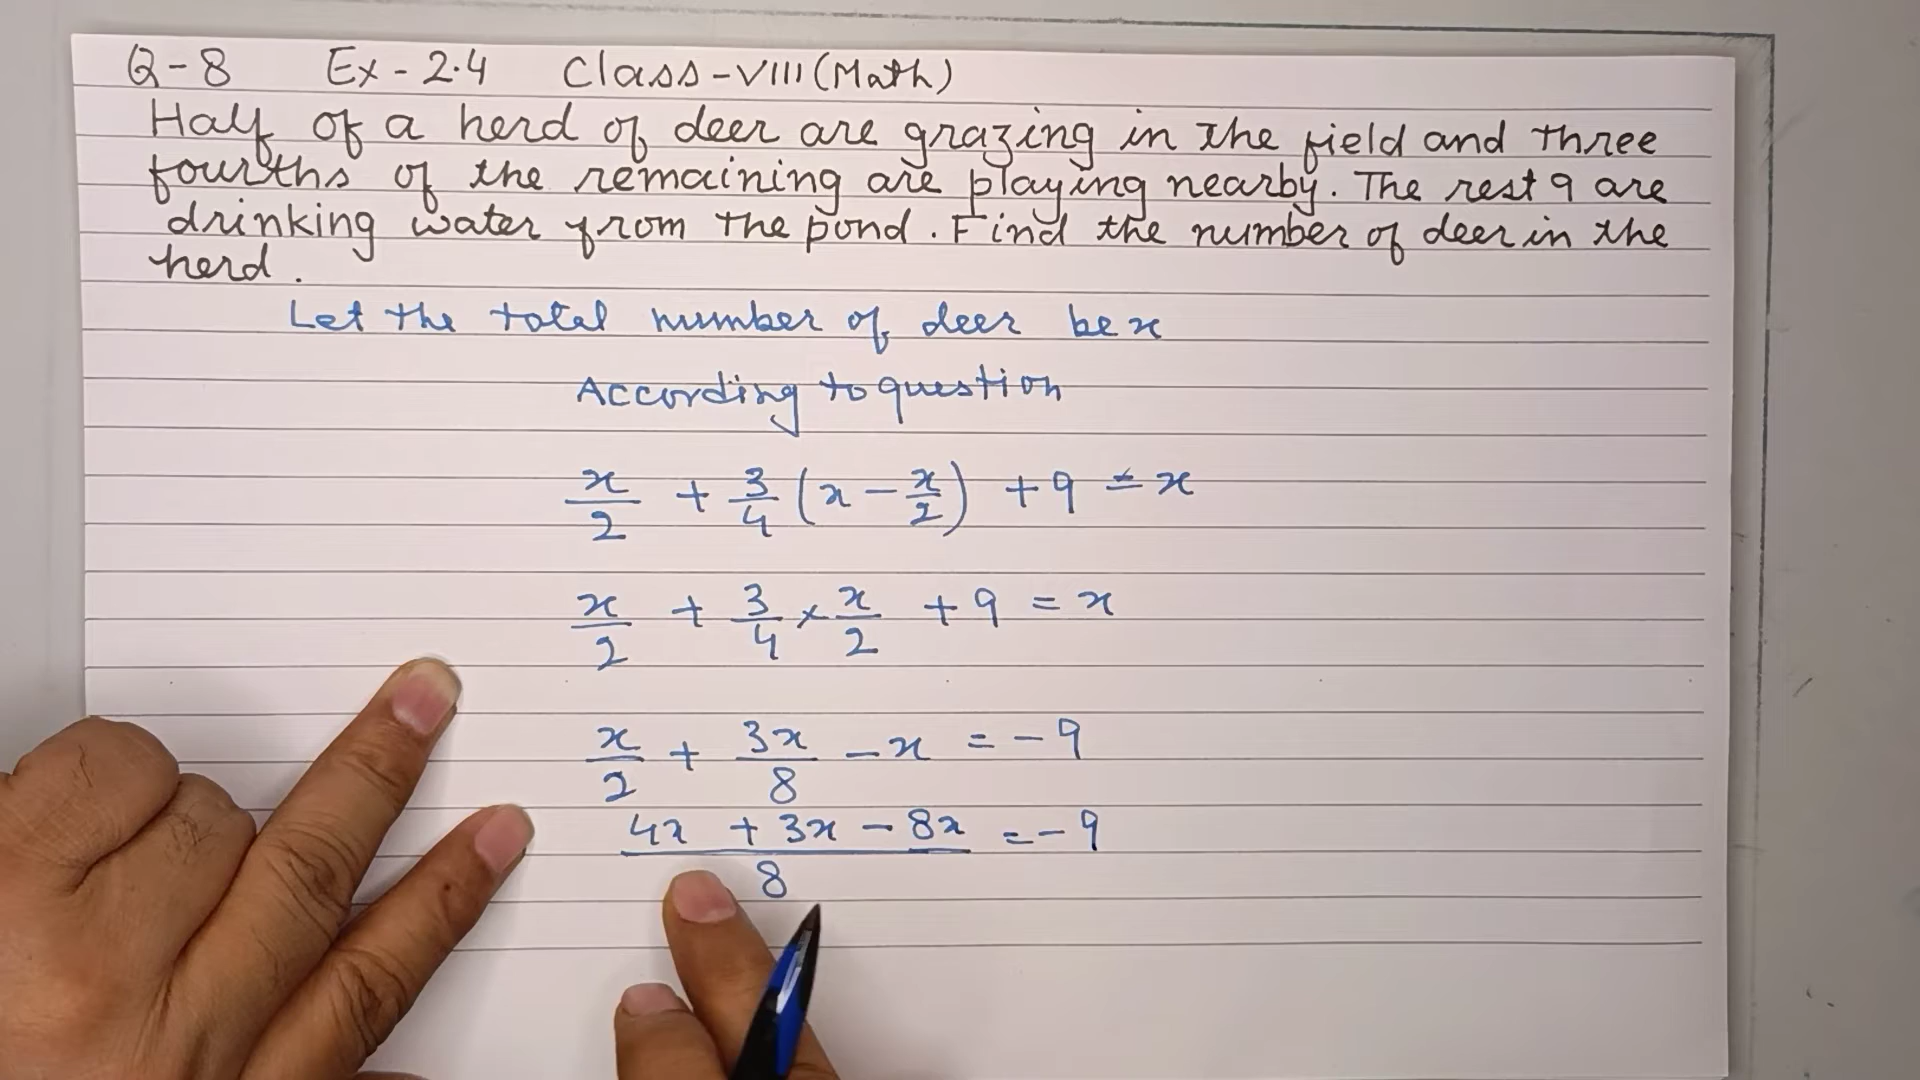 Q-8 Ex-2.4 Class-VIII (Math)
Half of a herd of deer are grazing in the field and three
fourths of the remaining are playing nearby. The rest 9 are
drinking water from the pond. Find the number of deer in the
herd.
Let the total number of deer be x
According to question
x/2 + 3/4 (x - x/2) + 9 = x
x/2 + 3/4 × x/2 + 9 = x
x/2 + 3x/8 - x = -9
(4x + 3x - 8x)/8 = -9